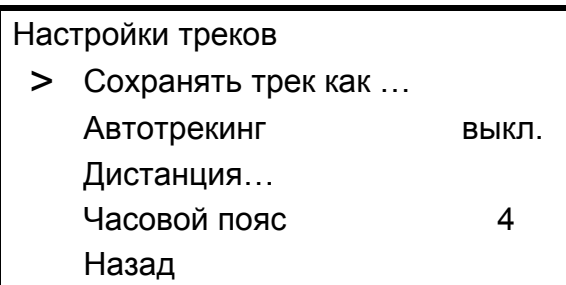 Настройки треков
> Сохранять трек как …
Автотрекинг выкл.
Дистанция…
Часовой пояс 4
Назад